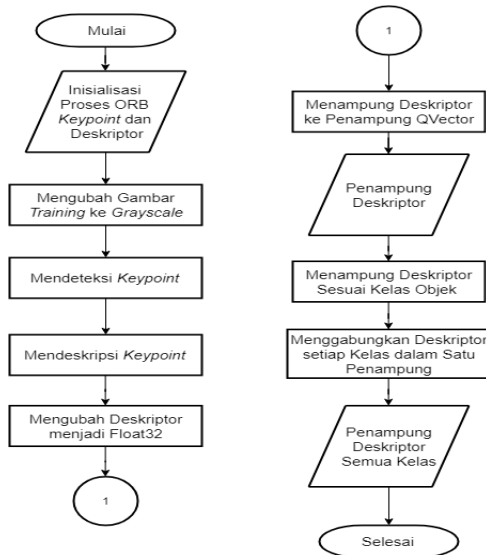 Mulai
Inisialisasi
Proses ORB
Keypoint dan
Deskriptor
Mengubah Gambar
Training ke Grayscale
Mendeteksi Keypoint
Mendeskripsi Keypoint
Mengubah Deskriptor
menjadi Float32
1
1
Menampung Deskriptor
ke Penampung QVector
Penampung
Deskriptor
Menampung Deskriptor
Sesuai Kelas Objek
Menggabungkan Deskriptor
setiap Kelas dalam Satu
Penampung
Penampung
Deskriptor
Semua Kelas
Selesai